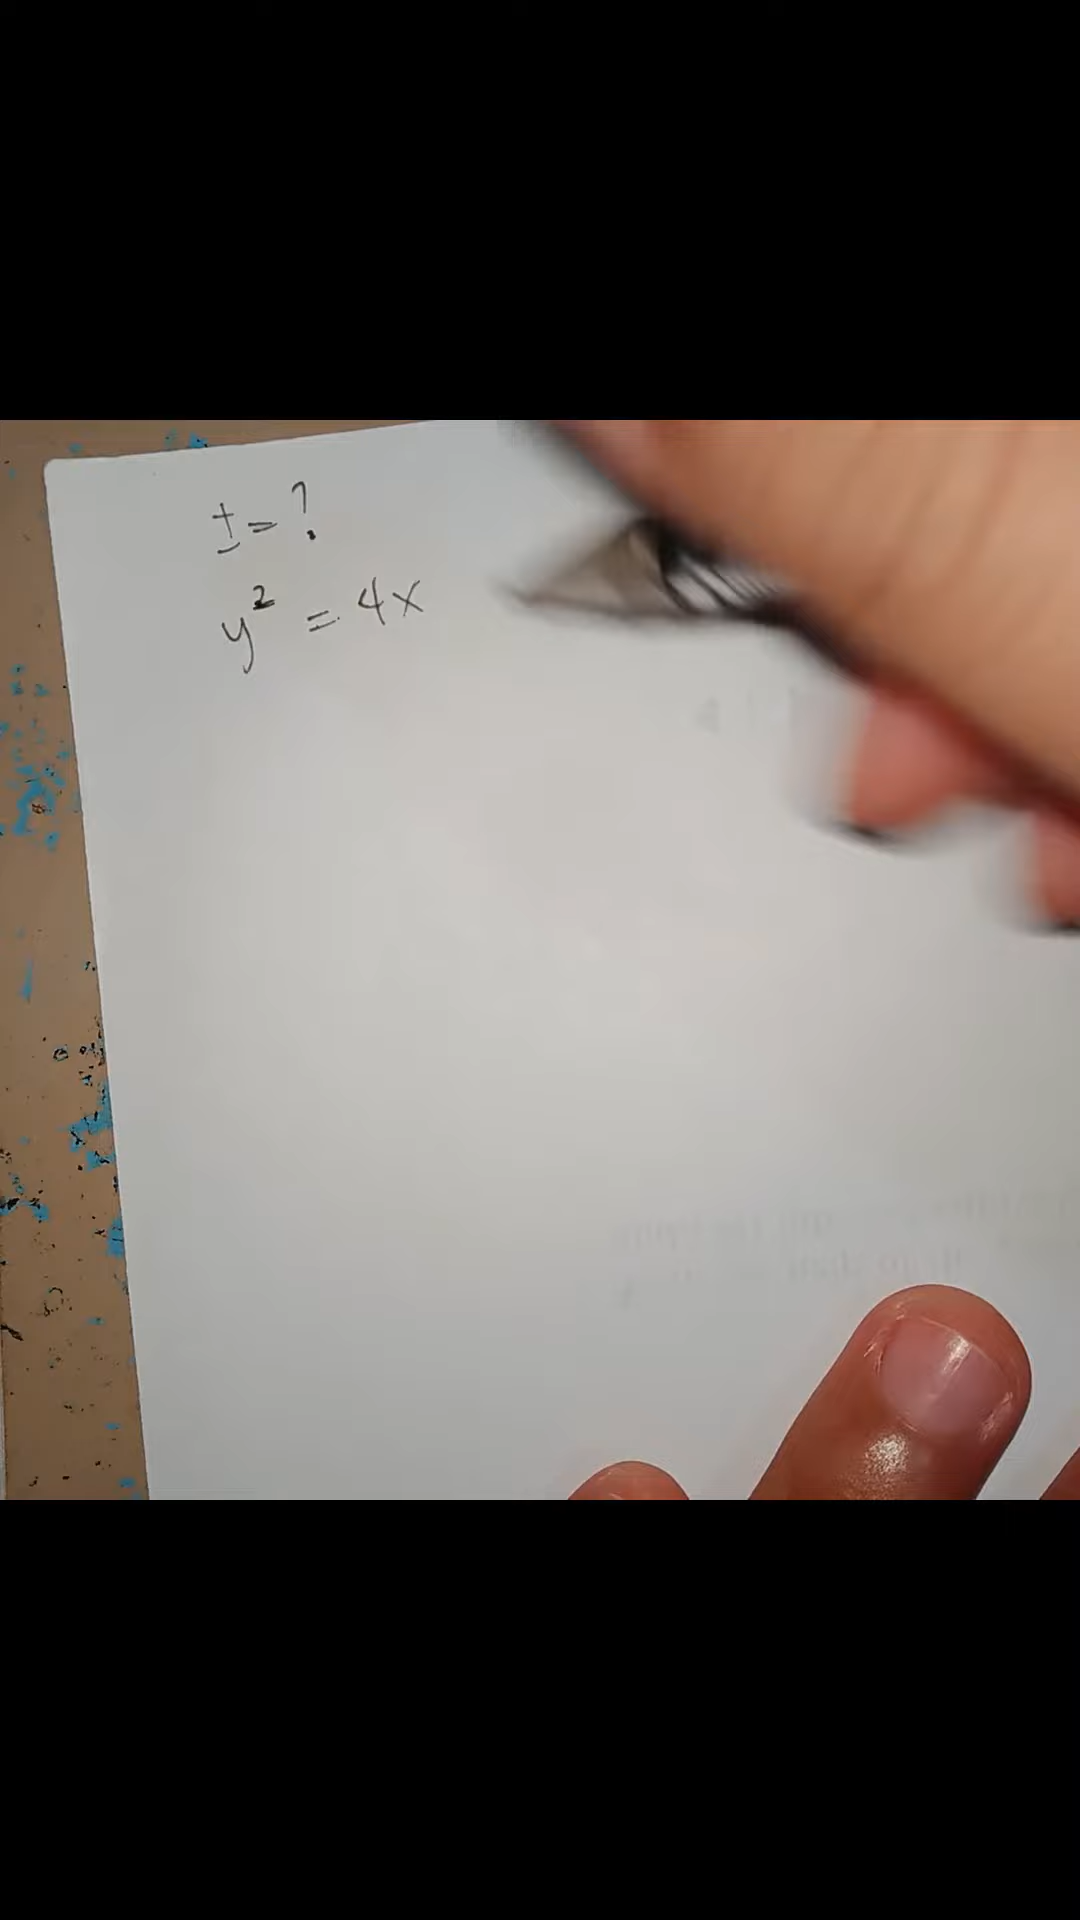 ± = ?
y² = 4x